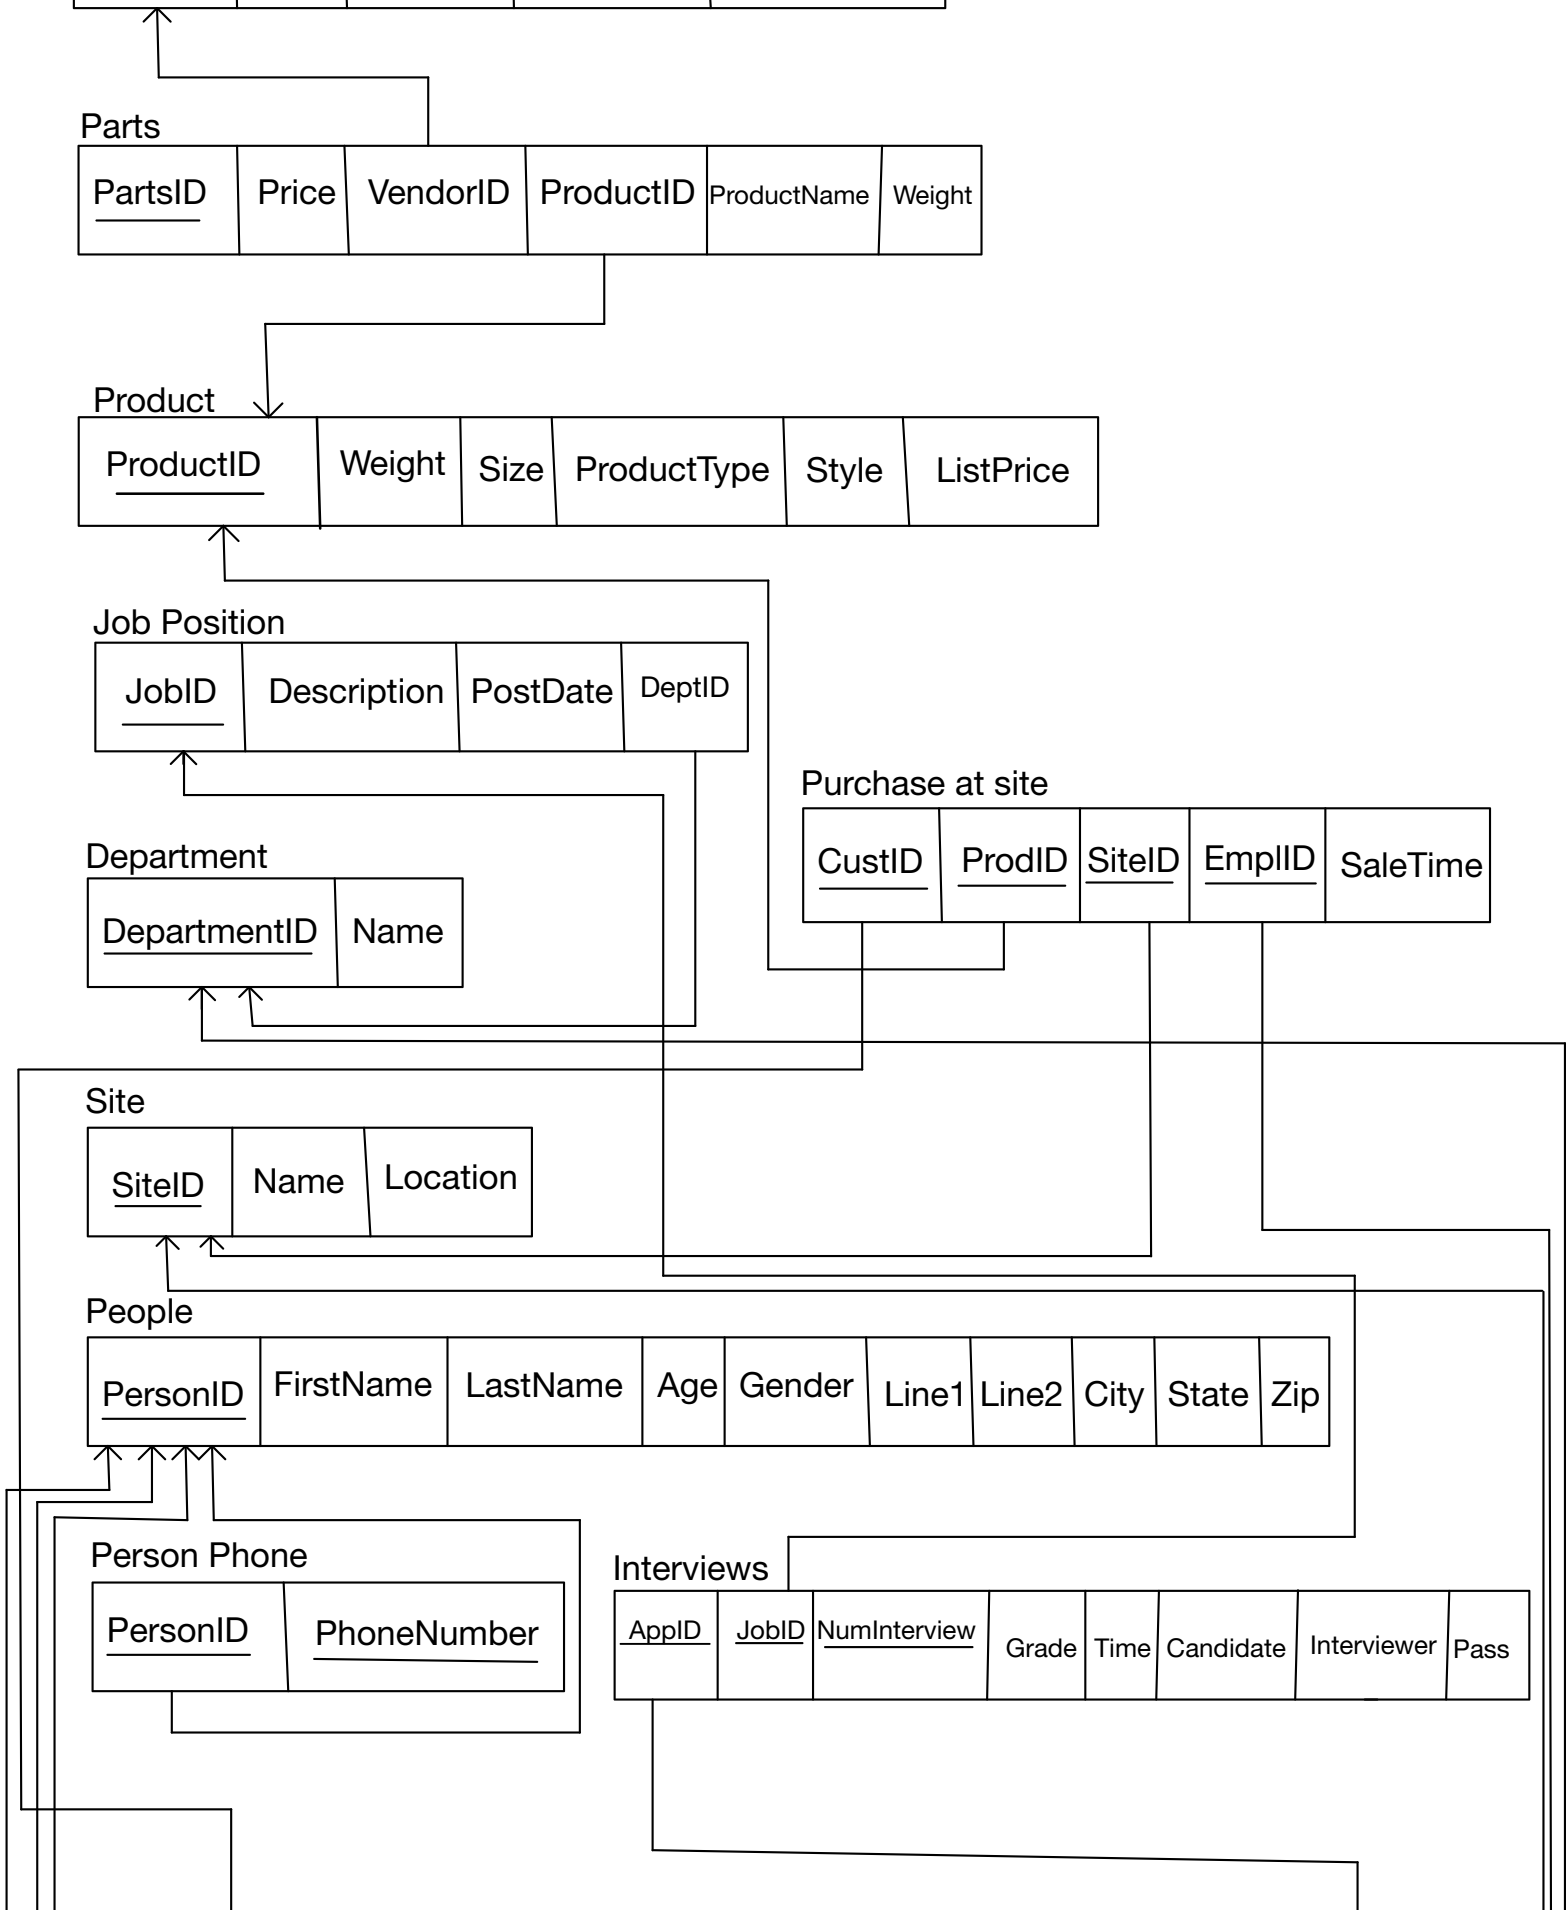 Parts
PartsID Price VendorID ProductID ProductName Weight
Product
ProductID Weight Size ProductType Style ListPrice
Job Position
JobID Description PostDate DeptID
Purchase at site
CustID ProdID SiteID EmplID SaleTime
Department
DepartmentID Name
Site
SiteID Name Location
People
PersonID FirstName LastName Age Gender Line1 Line2 City State Zip
Person Phone
PersonID PhoneNumber
Interviews
AppID JobID NumInterview Grade Time Candidate Interviewer Pass